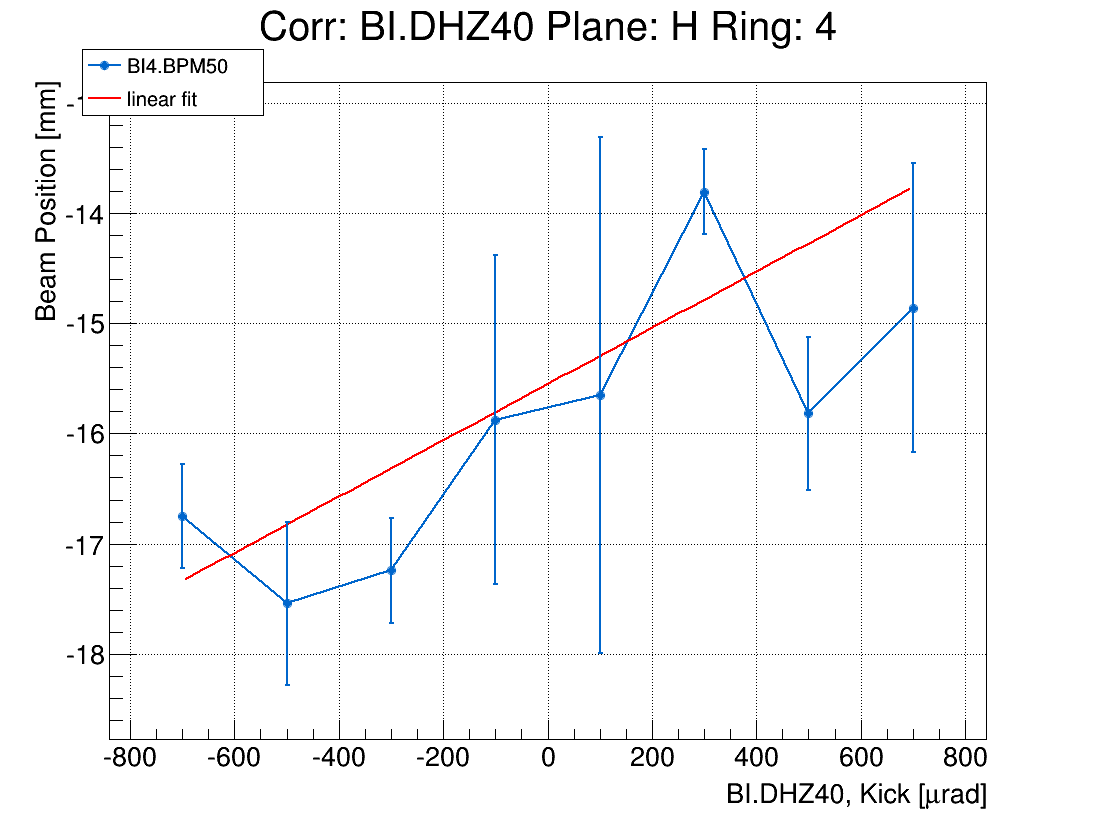 Corr: BI.DHZ40 Plane: H Ring: 4
BI4.BPM50
linear fit
Beam Position [mm]
-14
-15
-16
-17
-18
-800 -600 -400 -200 0 200 400 600 800
BI.DHZ40, Kick [μrad]